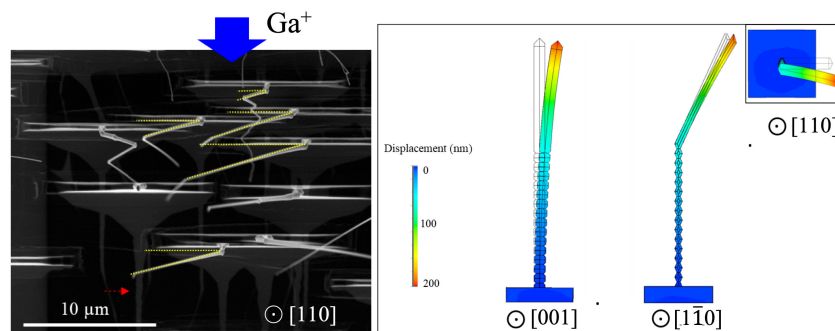 Ga⁺
10 µm
⊙ [110]
Displacement (nm)
0
100
200
⊙ [001]
⊙ [11̄0]
⊙ [110]